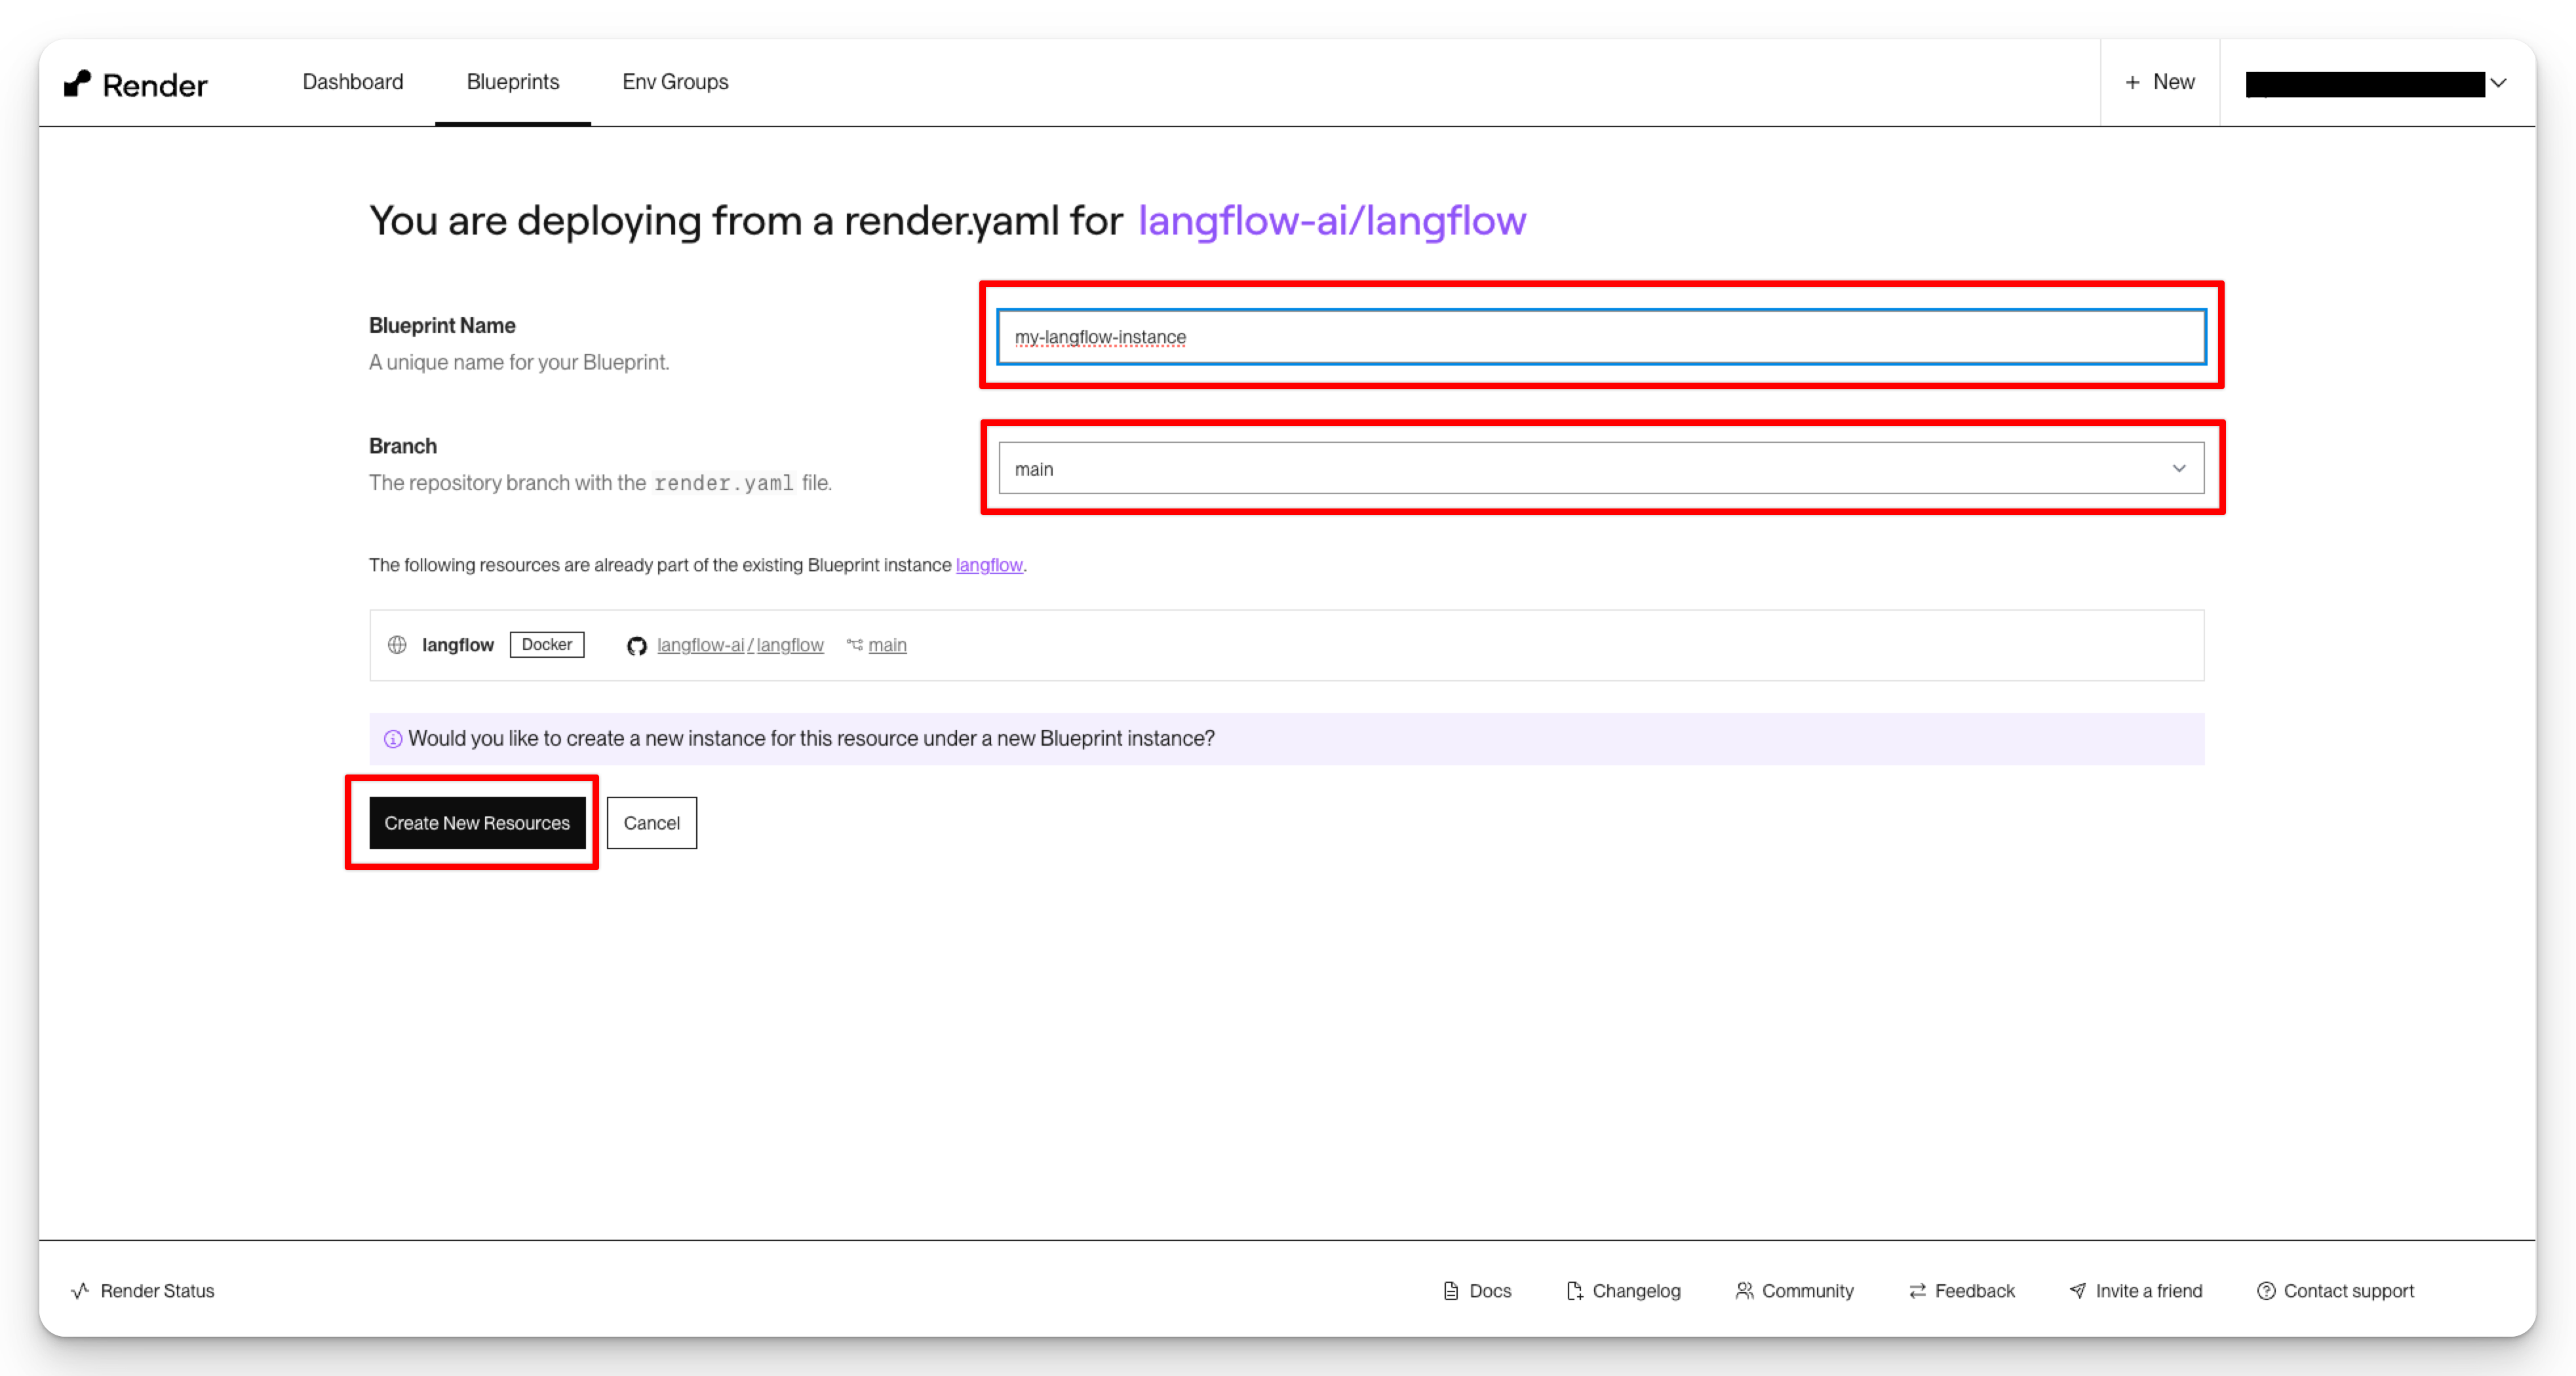 Render Dashboard Blueprints Env Groups + New
You are deploying from a render.yaml for langflow-ai/langflow
Blueprint Name
A unique name for your Blueprint.
my-langflow-instance
Branch
The repository branch with the render.yaml file.
main
The following resources are already part of the existing Blueprint instance langflow.
langflow Docker langflow-ai/langflow main
Would you like to create a new instance for this resource under a new Blueprint instance?
Create New Resources Cancel
Render Status Docs Changelog Community Feedback Invite a friend Contact support